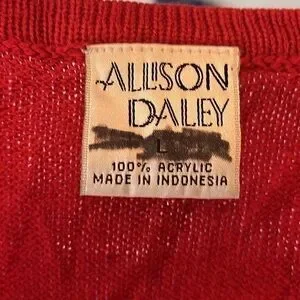 ALLISON
DALEY
L
100% ACRYLIC
MADE IN INDONESIA